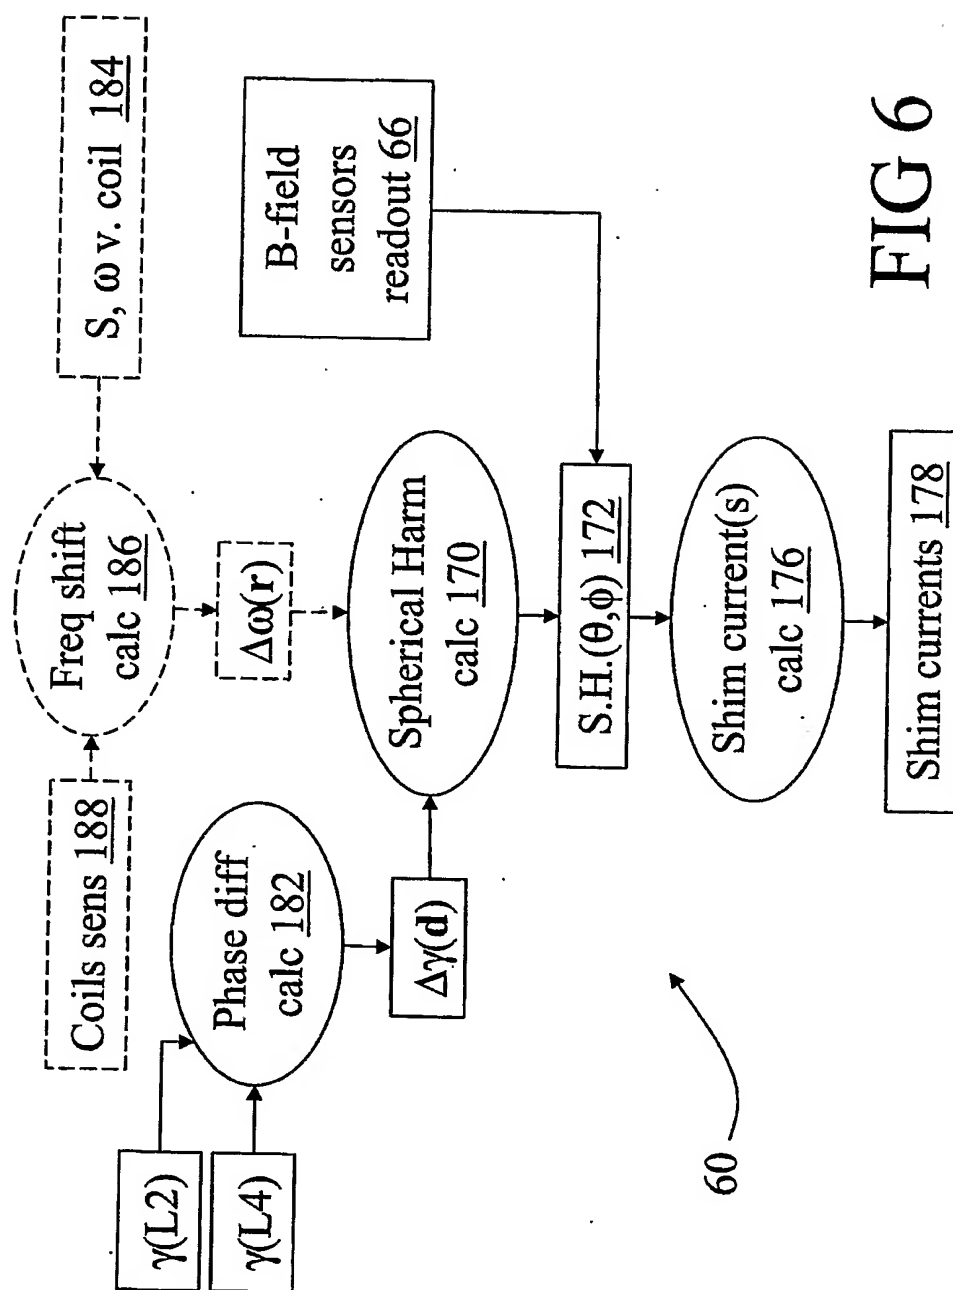 Coils sens 188
Freq shift
calc 186
S, ω v. coil 184
γ(L2)
γ(L4)
Phase diff
calc 182
Δω(r)
B-field
sensors
readout 66
Δγ(d)
Spherical Harm
calc 170
S.H.(θ,ϕ) 172
Shim current(s)
calc 176
Shim currents 178
60
FIG 6